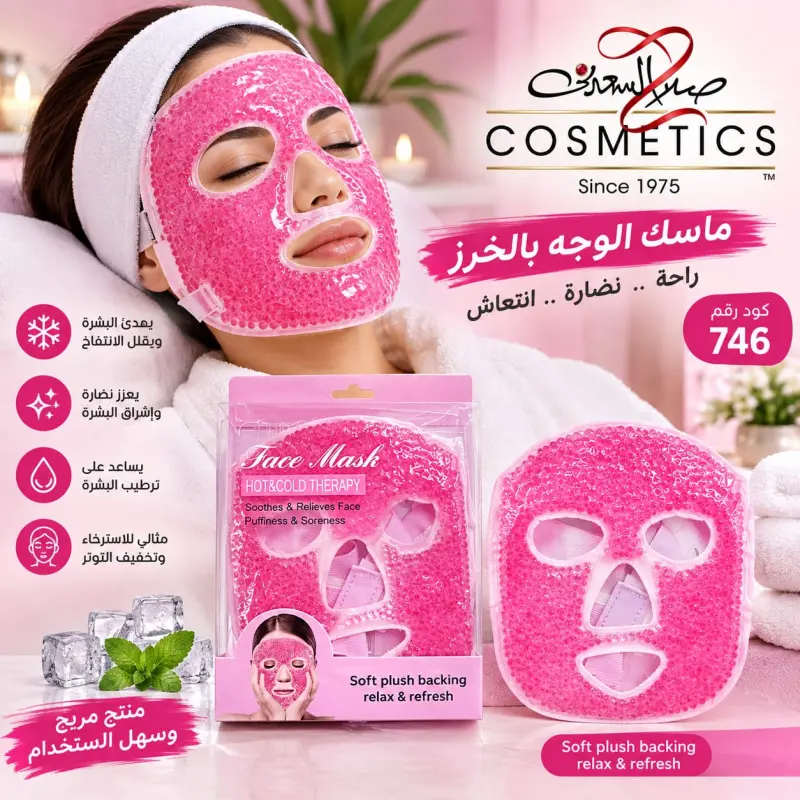 صلاح السعدني
COSMETICS
TM
Since 1975
ماسك الوجه بالخرز
راحة .. نضارة .. انتعاش
كود رقم
746
يهدئ البشرة
ويقلل الانتفاخ
يعزز نضارة
وإشراق البشرة
يساعد على
ترطيب البشرة
مثالي للاسترخاء
وتخفيف التوتر
Face Mask
HOT&COLD THERAPY
Soothes & Relieves Face
Puffiness & Soreness
Soft plush backing
relax & refresh
منتج مريح
وسهل الستخدام
Soft plush backing
relax & refresh